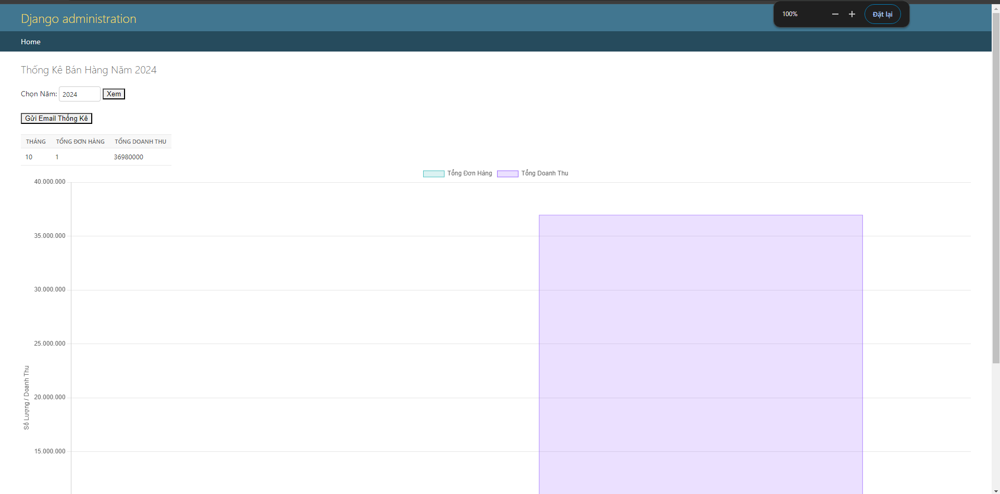 Django administration
100%
Đặt lại
Home
Thống Kê Bán Hàng Năm 2024
Chọn Năm: 2024 Xem
Gửi Email Thống Kê
THÁNG TỔNG ĐƠN HÀNG TỔNG DOANH THU
10 1 36980000
Tổng Đơn Hàng Tổng Doanh Thu
40.000.000
35.000.000
30.000.000
25.000.000
20.000.000
15.000.000
Số Lượng / Doanh Thu